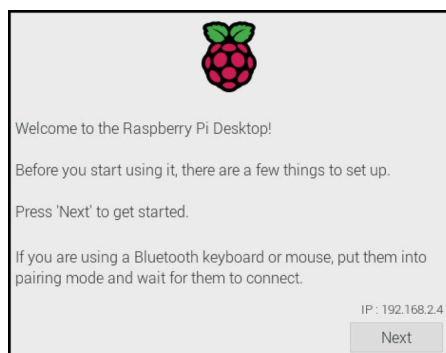 Welcome to the Raspberry Pi Desktop!
Before you start using it, there are a few things to set up.
Press 'Next' to get started.
If you are using a Bluetooth keyboard or mouse, put them into
pairing mode and wait for them to connect.
IP : 192.168.2.4
Next